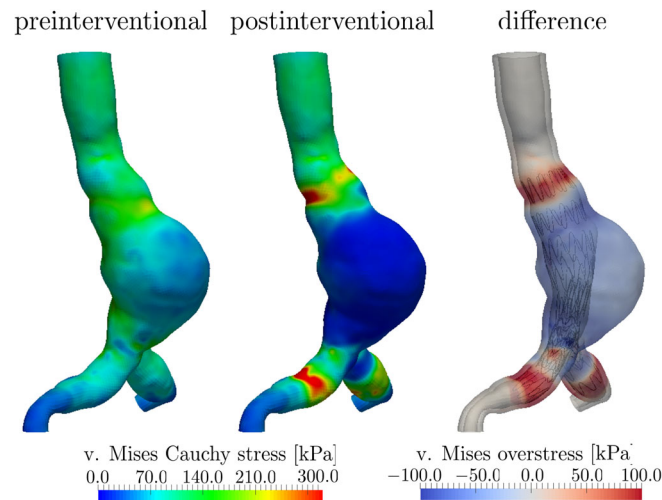 preinterventional postinterventional difference
v. Mises Cauchy stress [kPa] v. Mises overstress [kPa]
0.0 70.0 140.0 210.0 300.0 −100.0 −50.0 0.0 50.0 100.0